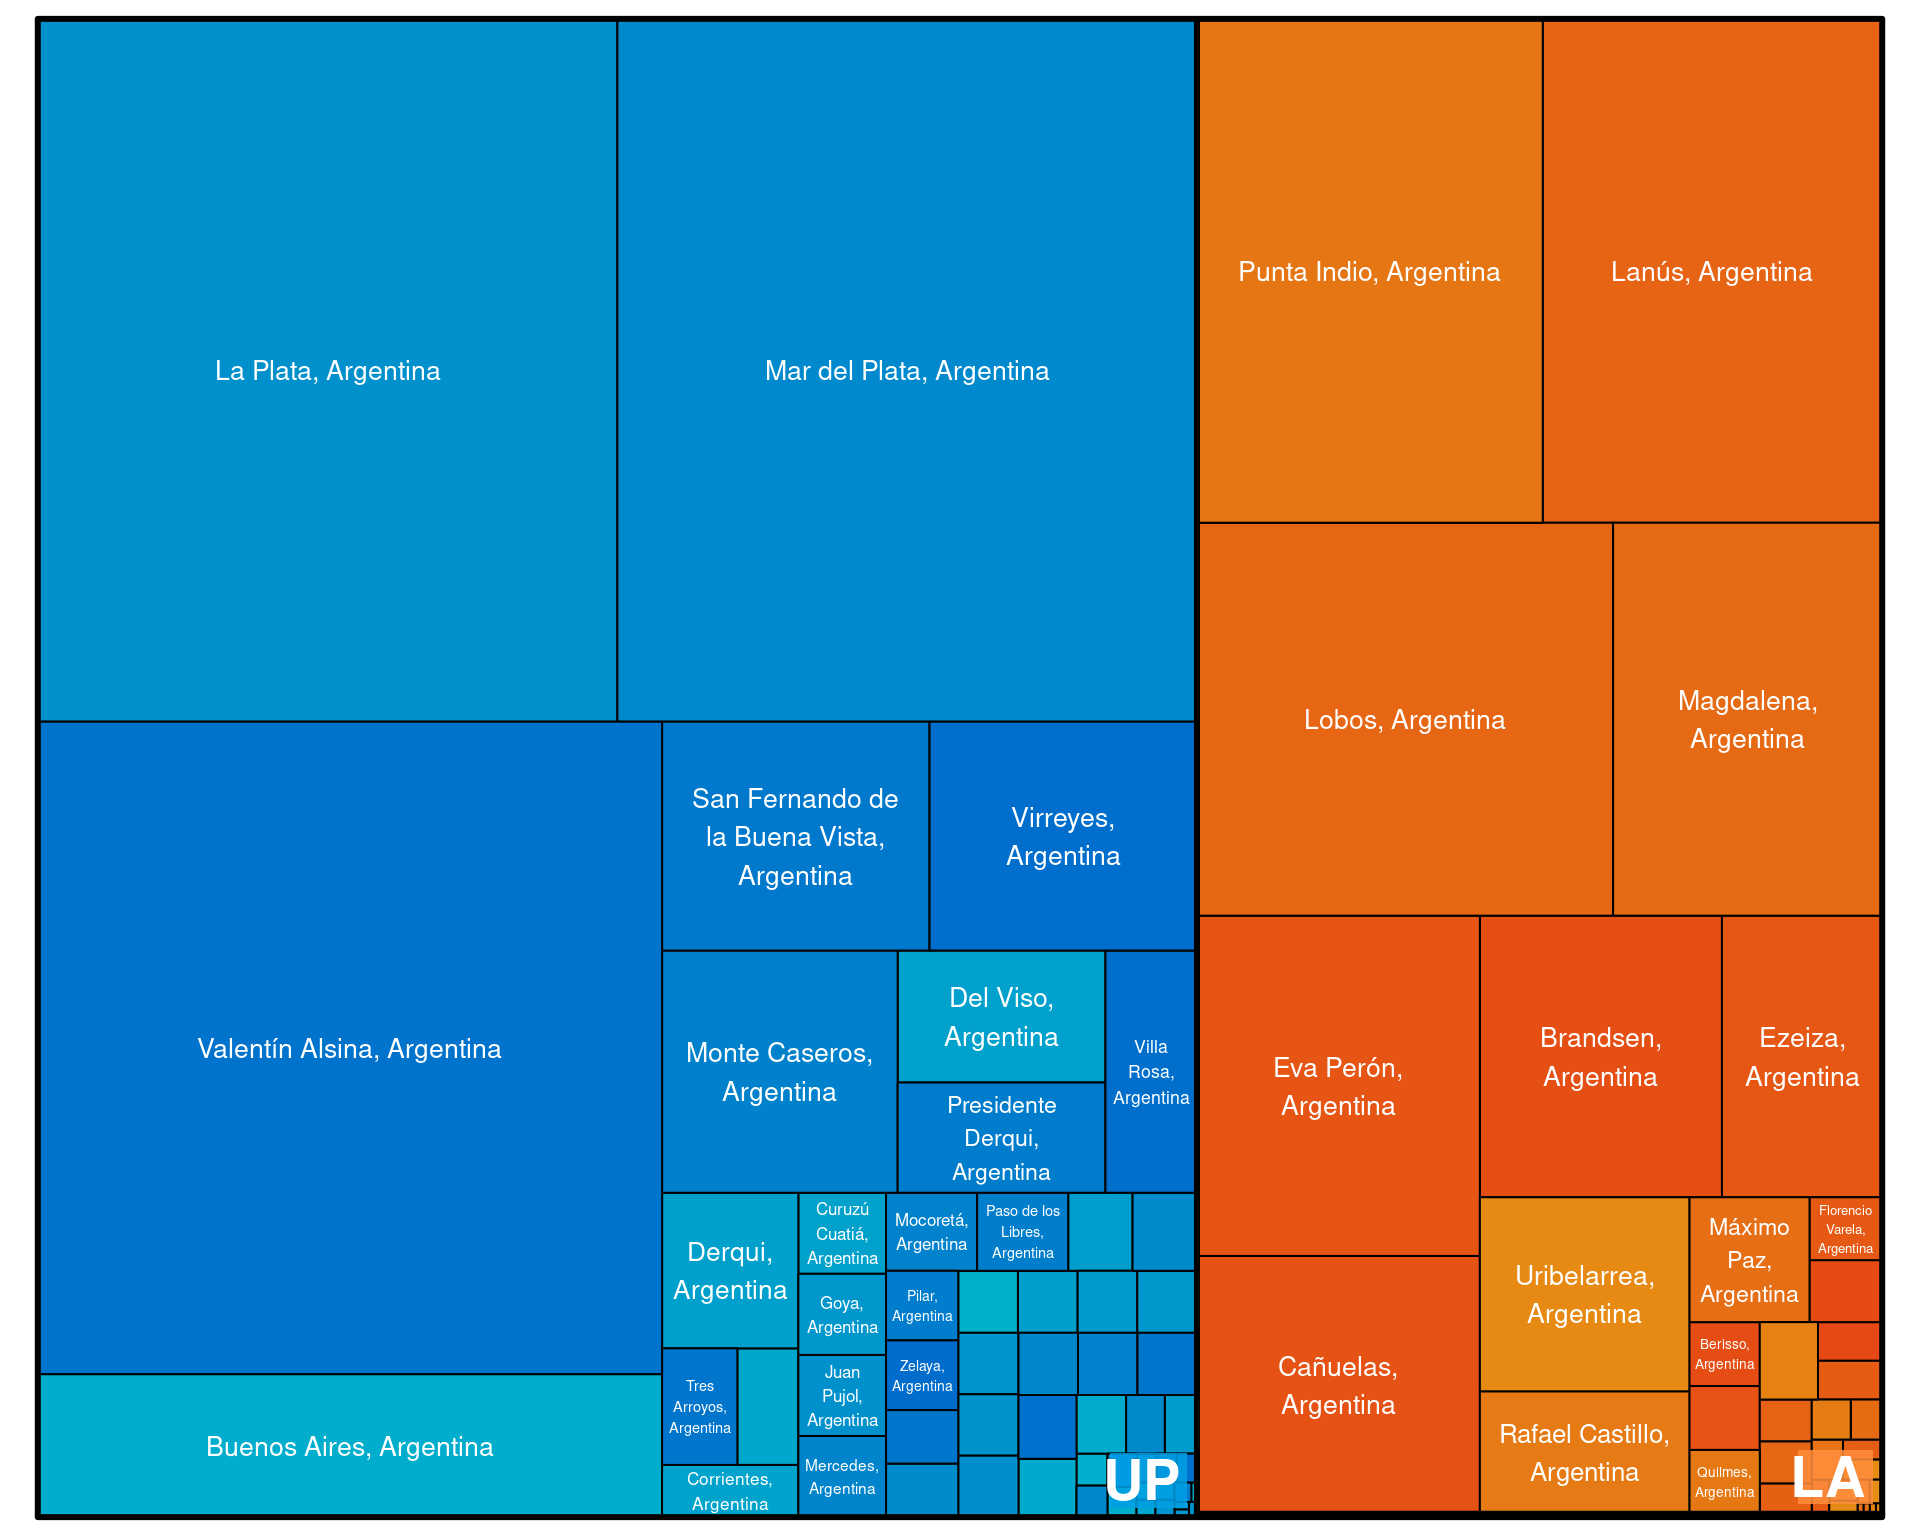 La Plata, Argentina
Mar del Plata, Argentina
Valentín Alsina, Argentina
Buenos Aires, Argentina
San Fernando de
la Buena Vista,
Argentina
Virreyes,
Argentina
Monte Caseros,
Argentina
Del Viso,
Argentina
Presidente
Derqui,
Argentina
Villa
Rosa,
Argentina
Derqui,
Argentina
Tres
Arroyos,
Argentina
Corrientes,
Argentina
Curuzú
Cuatiá,
Argentina
Goya,
Argentina
Juan
Pujol,
Argentina
Mercedes,
Argentina
Mocoretá,
Argentina
Paso de los
Libres,
Argentina
Pilar,
Argentina
Zelaya,
Argentina
UP
Punta Indio, Argentina
Lanús, Argentina
Lobos, Argentina
Magdalena,
Argentina
Eva Perón,
Argentina
Cañuelas,
Argentina
Brandsen,
Argentina
Ezeiza,
Argentina
Uribelarrea,
Argentina
Rafael Castillo,
Argentina
Máximo
Paz,
Argentina
Florencio
Varela,
Argentina
Berisso,
Argentina
Quilmes,
Argentina
LA